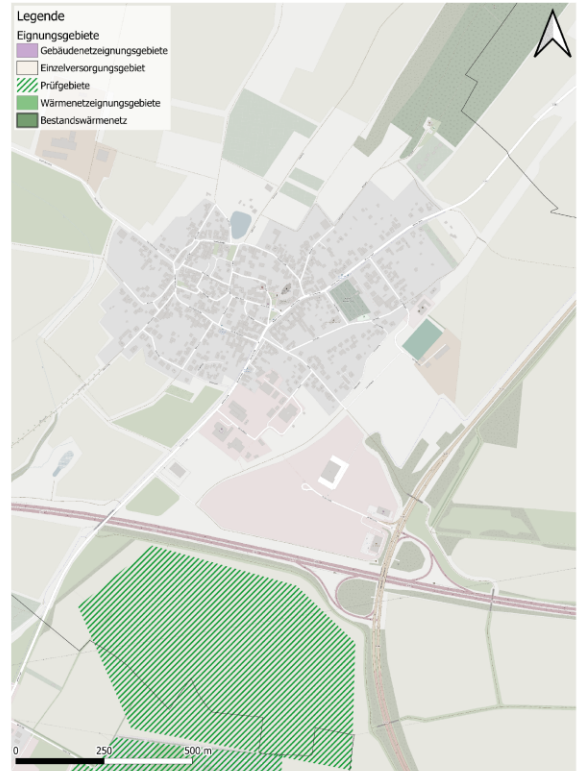 Legende
Eignungsgebiete
Gebäudenetzeignungsgebiete
Einzelversorgungsgebiet
Prüfgebiete
Wärmenetzeignungsgebiete
Bestandswärmenetz
0 250 500 m